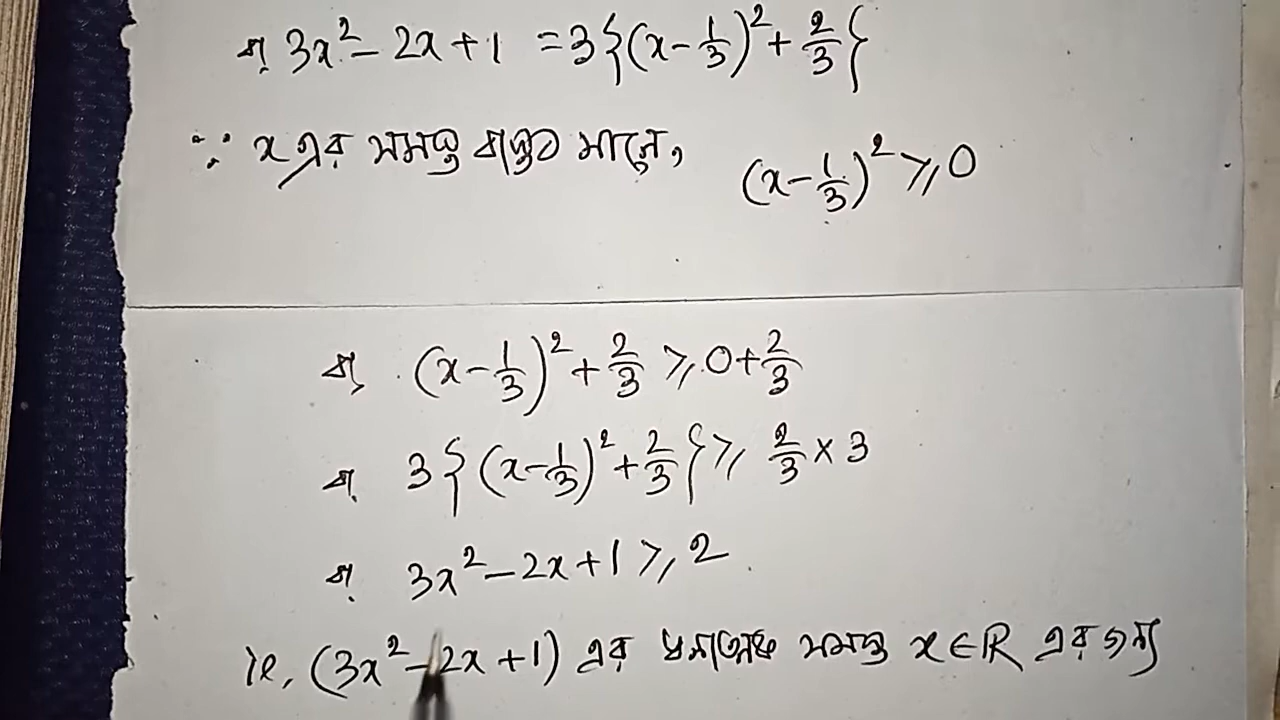 বা, 3x² - 2x + 1 = 3{(x - 1/3)² + 2/3}
∵ x এর সমস্ত বাস্তব মানে, (x - 1/3)² ≥ 0
বা, (x - 1/3)² + 2/3 ≥ 0 + 2/3
বা, 3{(x - 1/3)² + 2/3} ≥ 2/3 × 3
বা, 3x² - 2x + 1 ≥ 2
ie, (3x² - 2x + 1) এর ধনাত্মক সমস্ত x ∈ ℝ এর জন্য